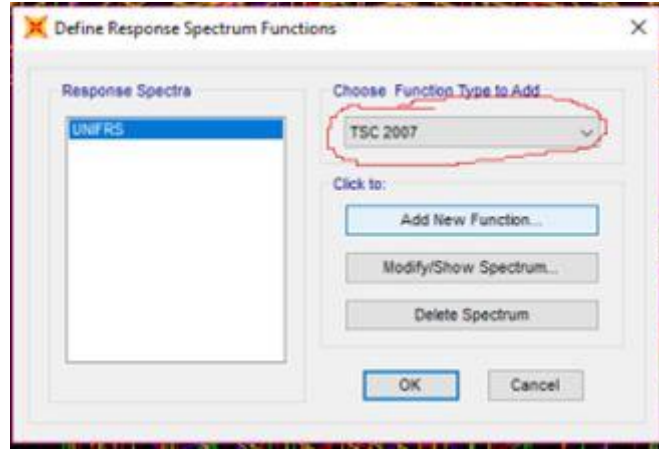 Define Response Spectrum Functions
Response Spectra
UNIFRS
Choose Function Type to Add
TSC 2007
Click to:
Add New Function...
Modify/Show Spectrum...
Delete Spectrum
OK
Cancel